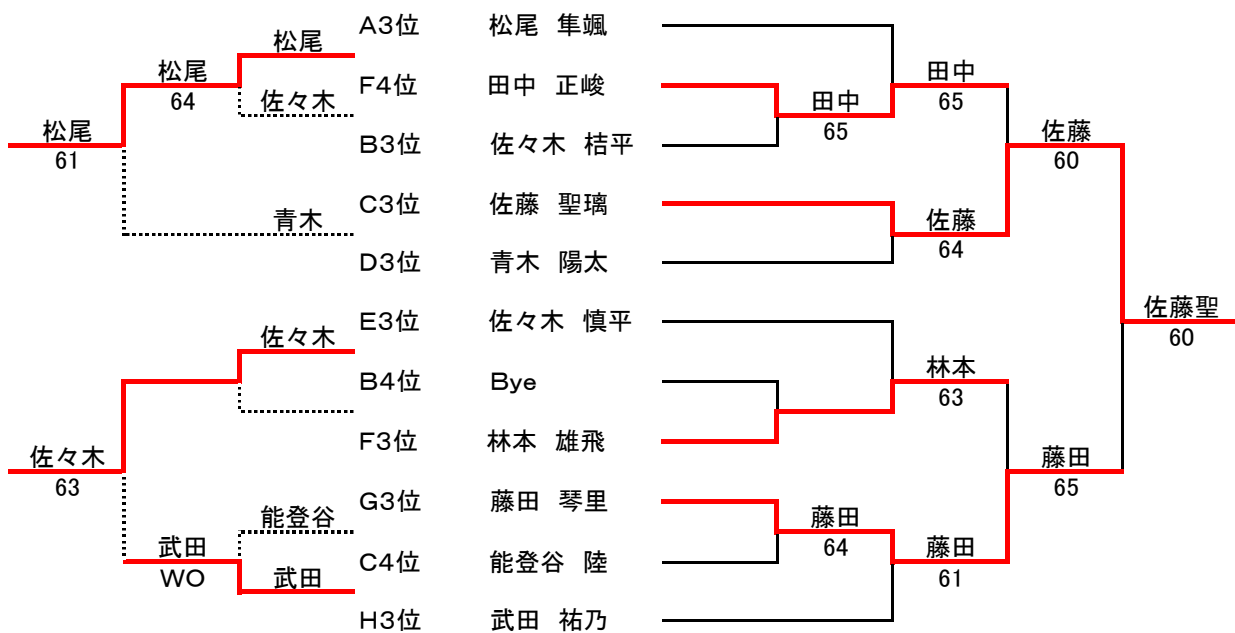 A3位 松尾 隼颯
松尾
松尾
64
佐々木
松尾
61
青木
F4位 田中 正峻
B3位 佐々木 桔平
C3位 佐藤 聖璃
D3位 青木 陽太
田中
65
田中
65
佐藤
64
佐藤
60
佐藤聖
60
E3位 佐々木 慎平
佐々木
B4位 Bye
F3位 林本 雄飛
佐々木
63
能登谷
武田
WO
武田
G3位 藤田 琴里
C4位 能登谷 陸
H3位 武田 祐乃
林本
63
藤田
64
藤田
61
藤田
65